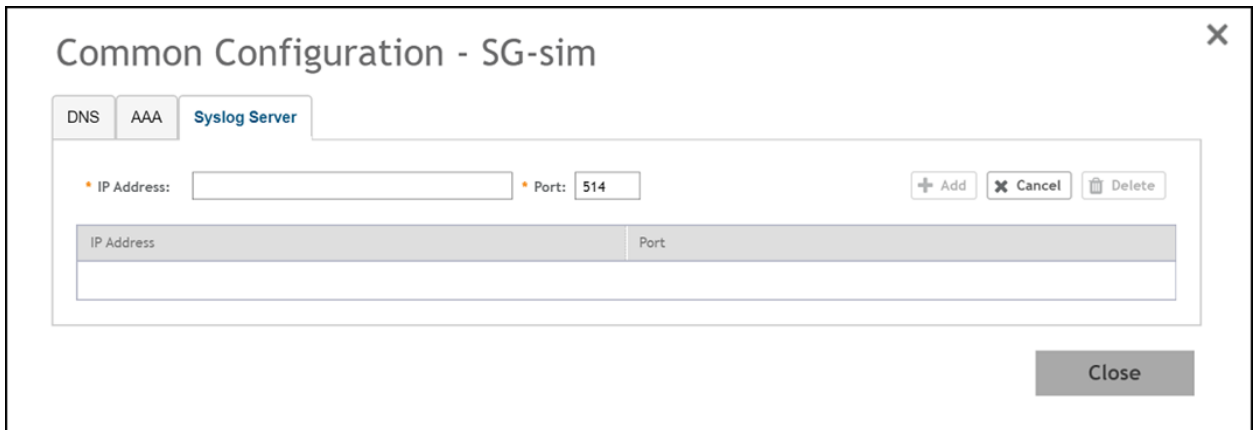 Common Configuration - SG-sim
DNS AAA Syslog Server
* IP Address: * Port: 514 Add Cancel Delete
IP Address Port
Close